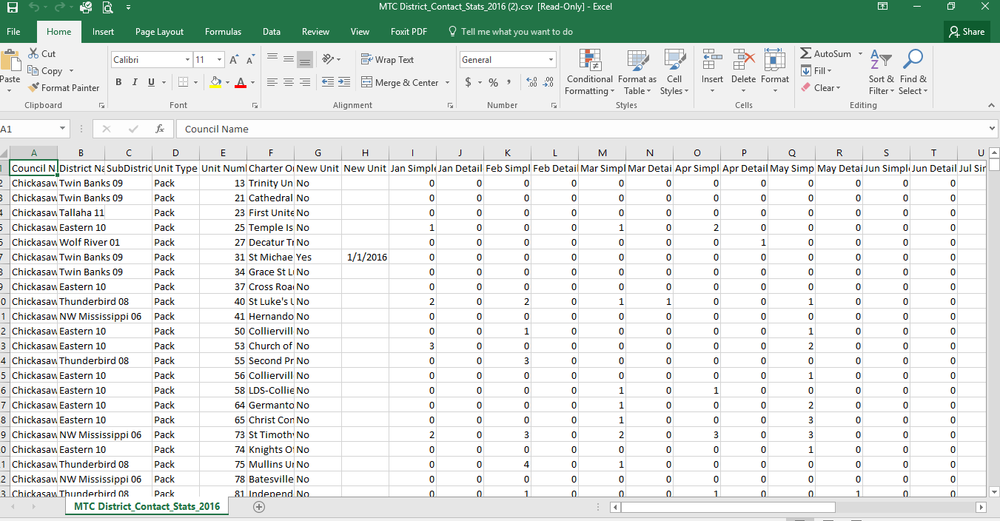 MTC District_Contact_Stats_2016 (2).csv [Read-Only] - Excel
File Home Insert Page Layout Formulas Data Review View Foxit PDF Tell me what you want to do Share
Cut Calibri 11 A A Wrap Text General AutoSum
Copy Fill
Paste Format Painter B I U A Merge & Center $ % , .00 Conditional Formatting Format as Table Cell Styles Insert Delete Format Clear Sort & Filter Find & Select
Clipboard Font Alignment Number Styles Cells Editing
A1 fx Council Name
A B C D E F G H I J K L M N O P Q R S T U
1 Council N District Na SubDistric Unit Type Unit Numb Charter Or New Unit New Unit Jan Simple Jan Detail Feb Simpl Feb Detai Mar Simpl Mar Detai Apr Simpl Apr Detail May Simp May Detai Jun Simple Jun Detail Jul Sir
2 Chickasaw Twin Banks 09 Pack 13 Trinity Un No 0 0 0 0 0 0 0 0 0 0 0 0
3 Chickasaw Twin Banks 09 Pack 21 Cathedral No 0 0 0 0 0 0 0 0 0 0 0 0
4 Chickasaw Tallaha 11 Pack 23 First Unite No 0 0 0 0 0 0 0 0 0 0 0 0
5 Chickasaw Eastern 10 Pack 25 Temple Is No 1 0 0 0 1 0 2 0 0 0 0 0
6 Chickasaw Wolf River 01 Pack 27 Decatur Tr No 0 0 0 0 0 0 0 1 0 0 0 0
7 Chickasaw Twin Banks 09 Pack 31 St Michae Yes 1/1/2016 0 0 0 0 0 0 0 0 0 0 0 0
8 Chickasaw Twin Banks 09 Pack 34 Grace St L No 0 0 0 0 0 0 0 0 0 0 0 0
9 Chickasaw Eastern 10 Pack 37 Cross Roa No 0 0 0 0 0 0 0 0 0 0 0 0
0 Chickasaw Thunderbird 08 Pack 40 St Luke's U No 2 0 2 0 1 1 0 0 1 0 0 0
1 Chickasaw NW Mississippi 06 Pack 41 Hernando No 0 0 0 0 0 0 0 0 0 0 0 0
2 Chickasaw Eastern 10 Pack 50 Colliervill No 0 0 1 0 0 0 0 0 1 0 0 0
3 Chickasaw Eastern 10 Pack 53 Church of No 3 0 0 0 0 0 0 0 2 0 0 0
4 Chickasaw Thunderbird 08 Pack 55 Second Pr No 0 0 3 0 0 0 0 0 0 0 0 0
5 Chickasaw Eastern 10 Pack 56 Colliervill No 0 0 0 0 0 0 0 0 1 0 0 0
6 Chickasaw Eastern 10 Pack 58 LDS-Collie No 0 0 0 0 1 0 1 0 0 0 0 0
7 Chickasaw Eastern 10 Pack 64 Germanto No 0 0 0 0 1 0 0 0 2 0 0 0
8 Chickasaw Eastern 10 Pack 65 Christ Con No 0 0 0 0 1 0 0 0 3 0 0 0
9 Chickasaw NW Mississippi 06 Pack 73 St Timothy No 2 0 3 0 2 0 3 0 3 0 0 0
0 Chickasaw Eastern 10 Pack 74 Knights Of No 0 0 0 0 0 0 0 0 1 0 0 0
1 Chickasaw Thunderbird 08 Pack 75 Mullins Un No 0 0 4 0 1 0 0 0 0 0 0 0
2 Chickasaw NW Mississippi 06 Pack 78 Batesville No 0 0 0 0 0 0 0 0 0 0 0 0
3 Chickasaw Thunderbird 08 Pack 81 Independ No 0 0 1 0 0 0 1 0 0 1 0 0
MTC District_Contact_Stats_2016